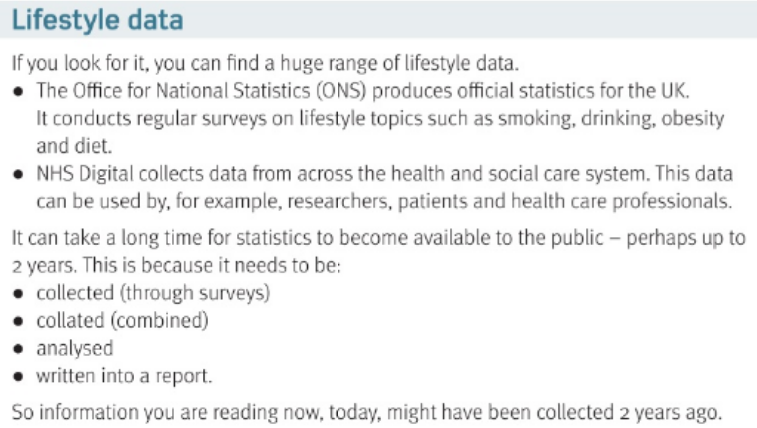 Lifestyle data
If you look for it, you can find a huge range of lifestyle data.
● The Office for National Statistics (ONS) produces official statistics for the UK.
It conducts regular surveys on lifestyle topics such as smoking, drinking, obesity
and diet.
● NHS Digital collects data from across the health and social care system. This data
can be used by, for example, researchers, patients and health care professionals.
It can take a long time for statistics to become available to the public – perhaps up to
2 years. This is because it needs to be:
● collected (through surveys)
● collated (combined)
● analysed
● written into a report.
So information you are reading now, today, might have been collected 2 years ago.